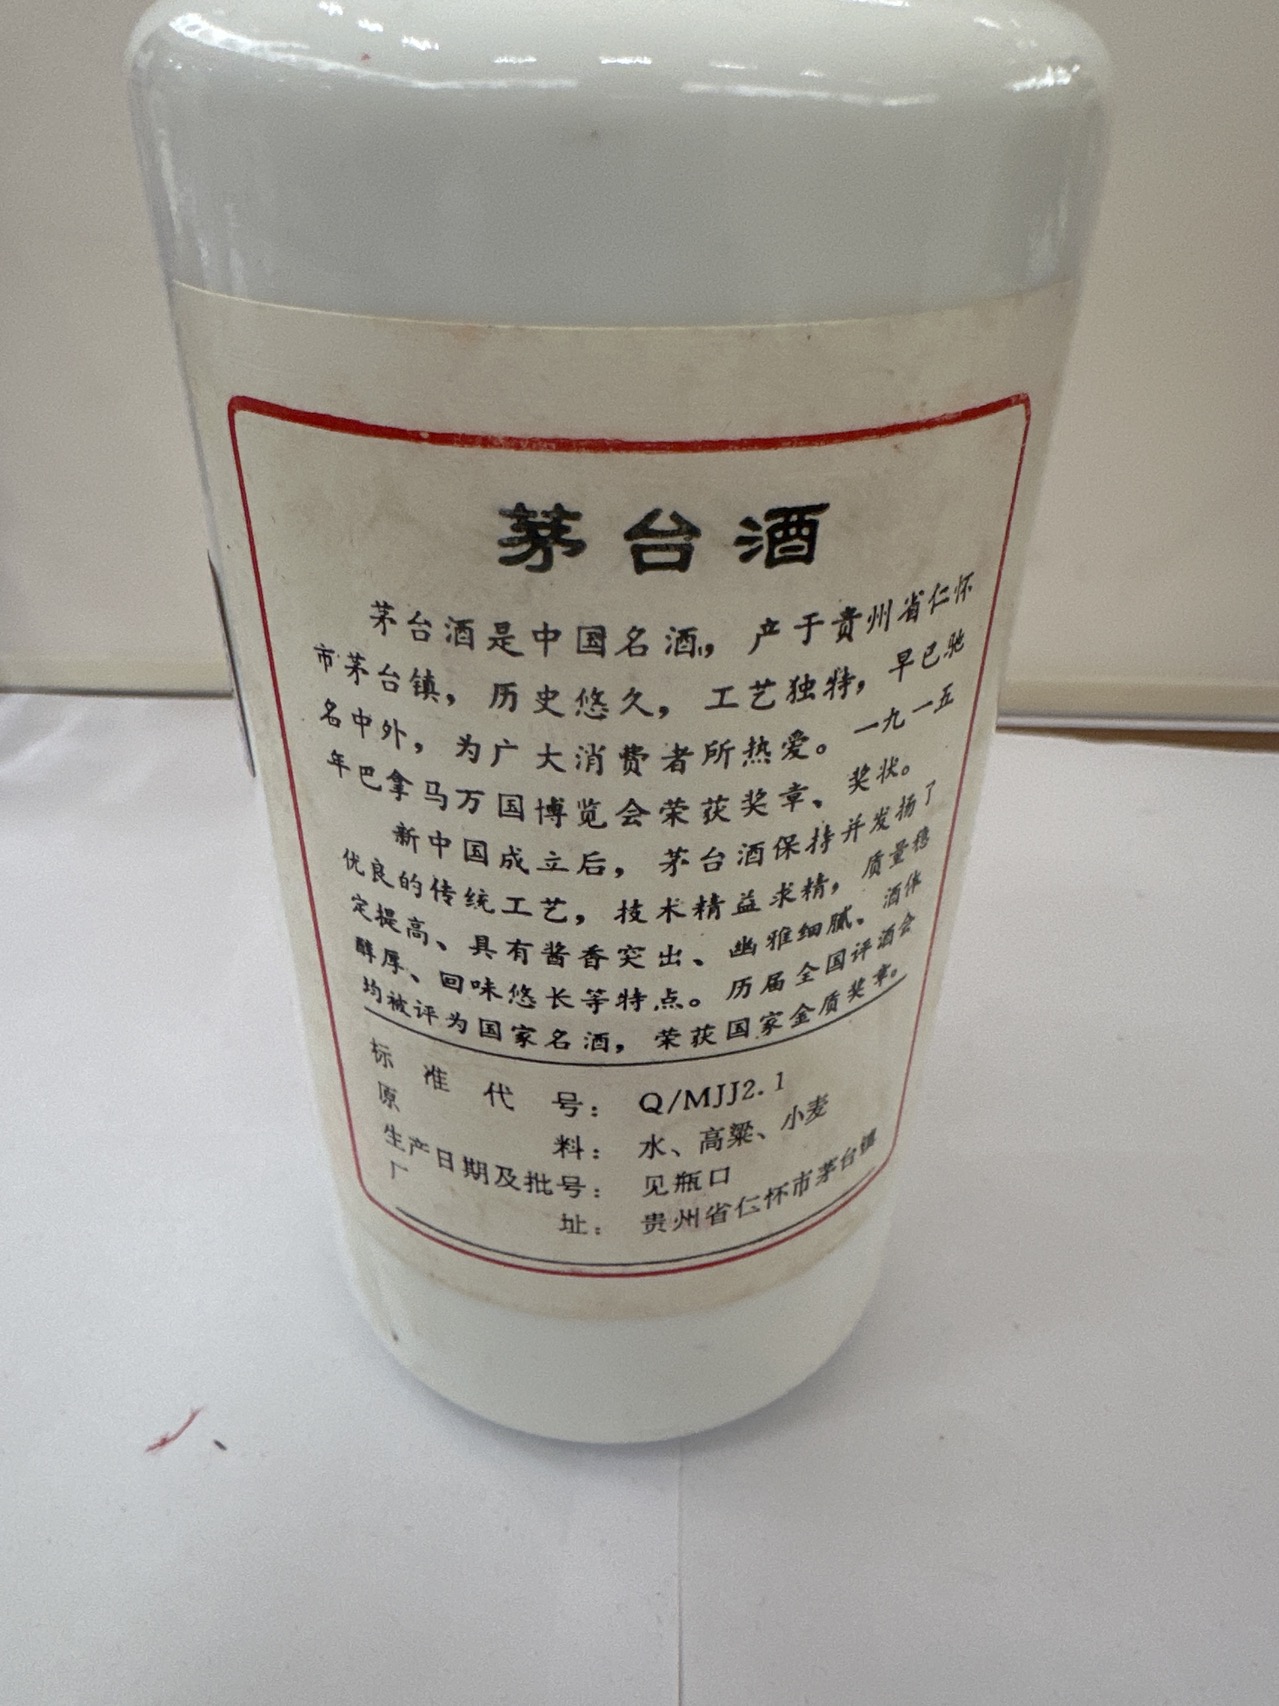 茅台酒
茅台酒是中国名酒，产于贵州省仁怀
市茅台镇，历史悠久，工艺独特，早已驰
名中外，为广大消费者所热爱。一九一五
年巴拿马万国博览会荣获奖章、奖状。
新中国成立后，茅台酒保持并发扬了
优良的传统工艺，技术精益求精，质量稳
定提高、具有酱香突出、幽雅细腻、酒体
醇厚、回味悠长等特点。历届全国评酒会
均被评为国家名酒，荣获国家金质奖章。
标准代号：Q/MJJ2.1
原料：水、高粱、小麦
生产日期及批号：见瓶口
厂址：贵州省仁怀市茅台镇